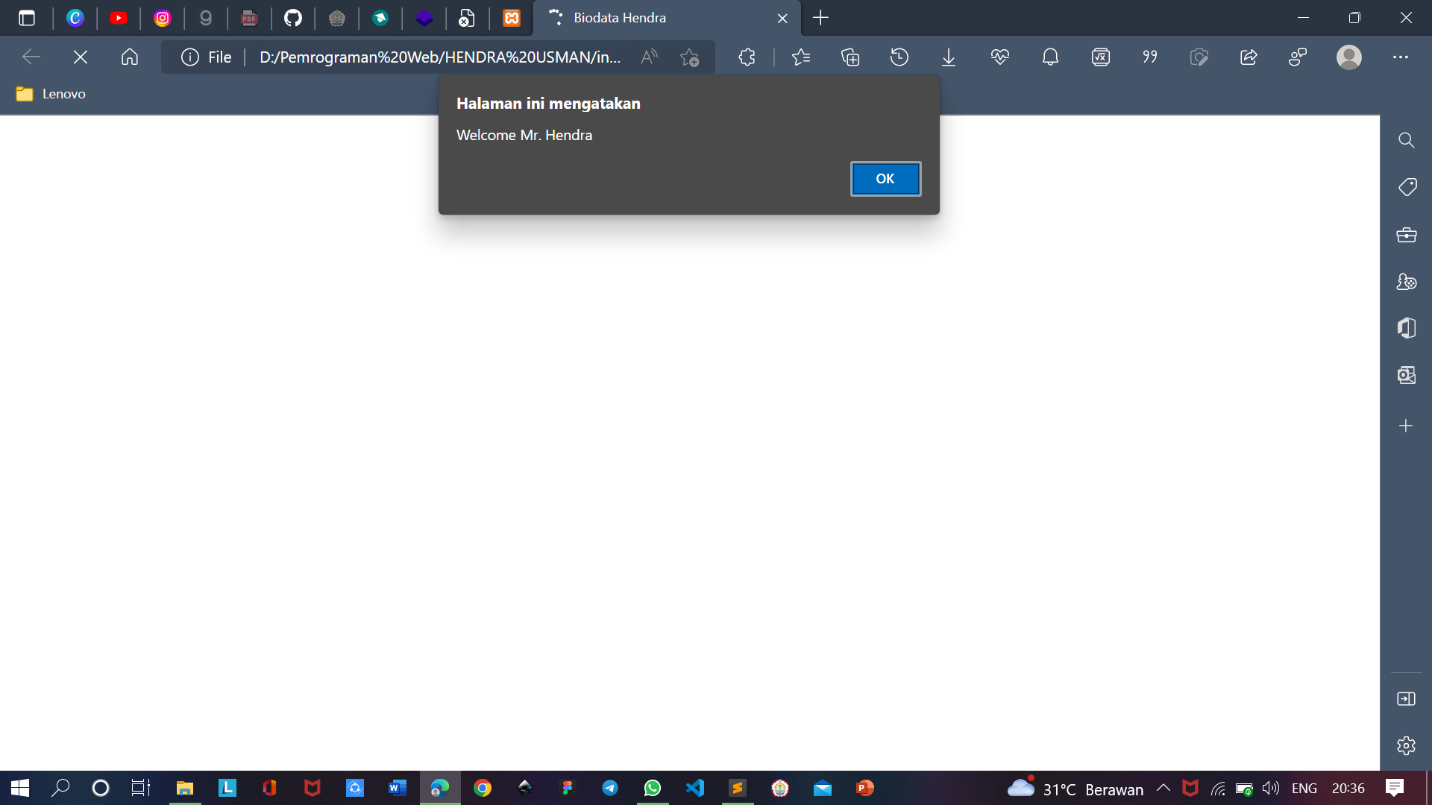 Biodata Hendra
File
D:/Pemrograman%20Web/HENDRA%20USMAN/in...
Lenovo
Halaman ini mengatakan
Welcome Mr. Hendra
OK
31°C Berawan
ENG
20:36